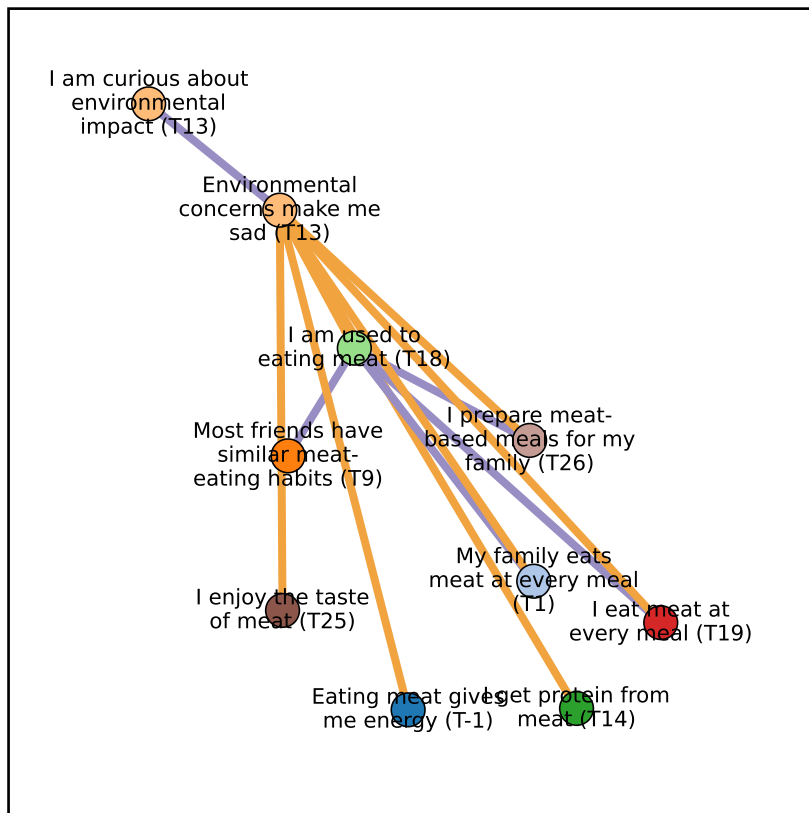 I am curious about
environmental
impact (T13)
Environmental
concerns make me
sad (T13)
I am used to
eating meat (T18)
I prepare meat-
based meals for my
family (T26)
Most friends have
similar meat-
eating habits (T9)
My family eats
meat at every meal
(T1)
I eat meat at
every meal (T19)
I enjoy the taste
of meat (T25)
Eating meat gives
me energy (T-1)
I get protein from
meat (T14)